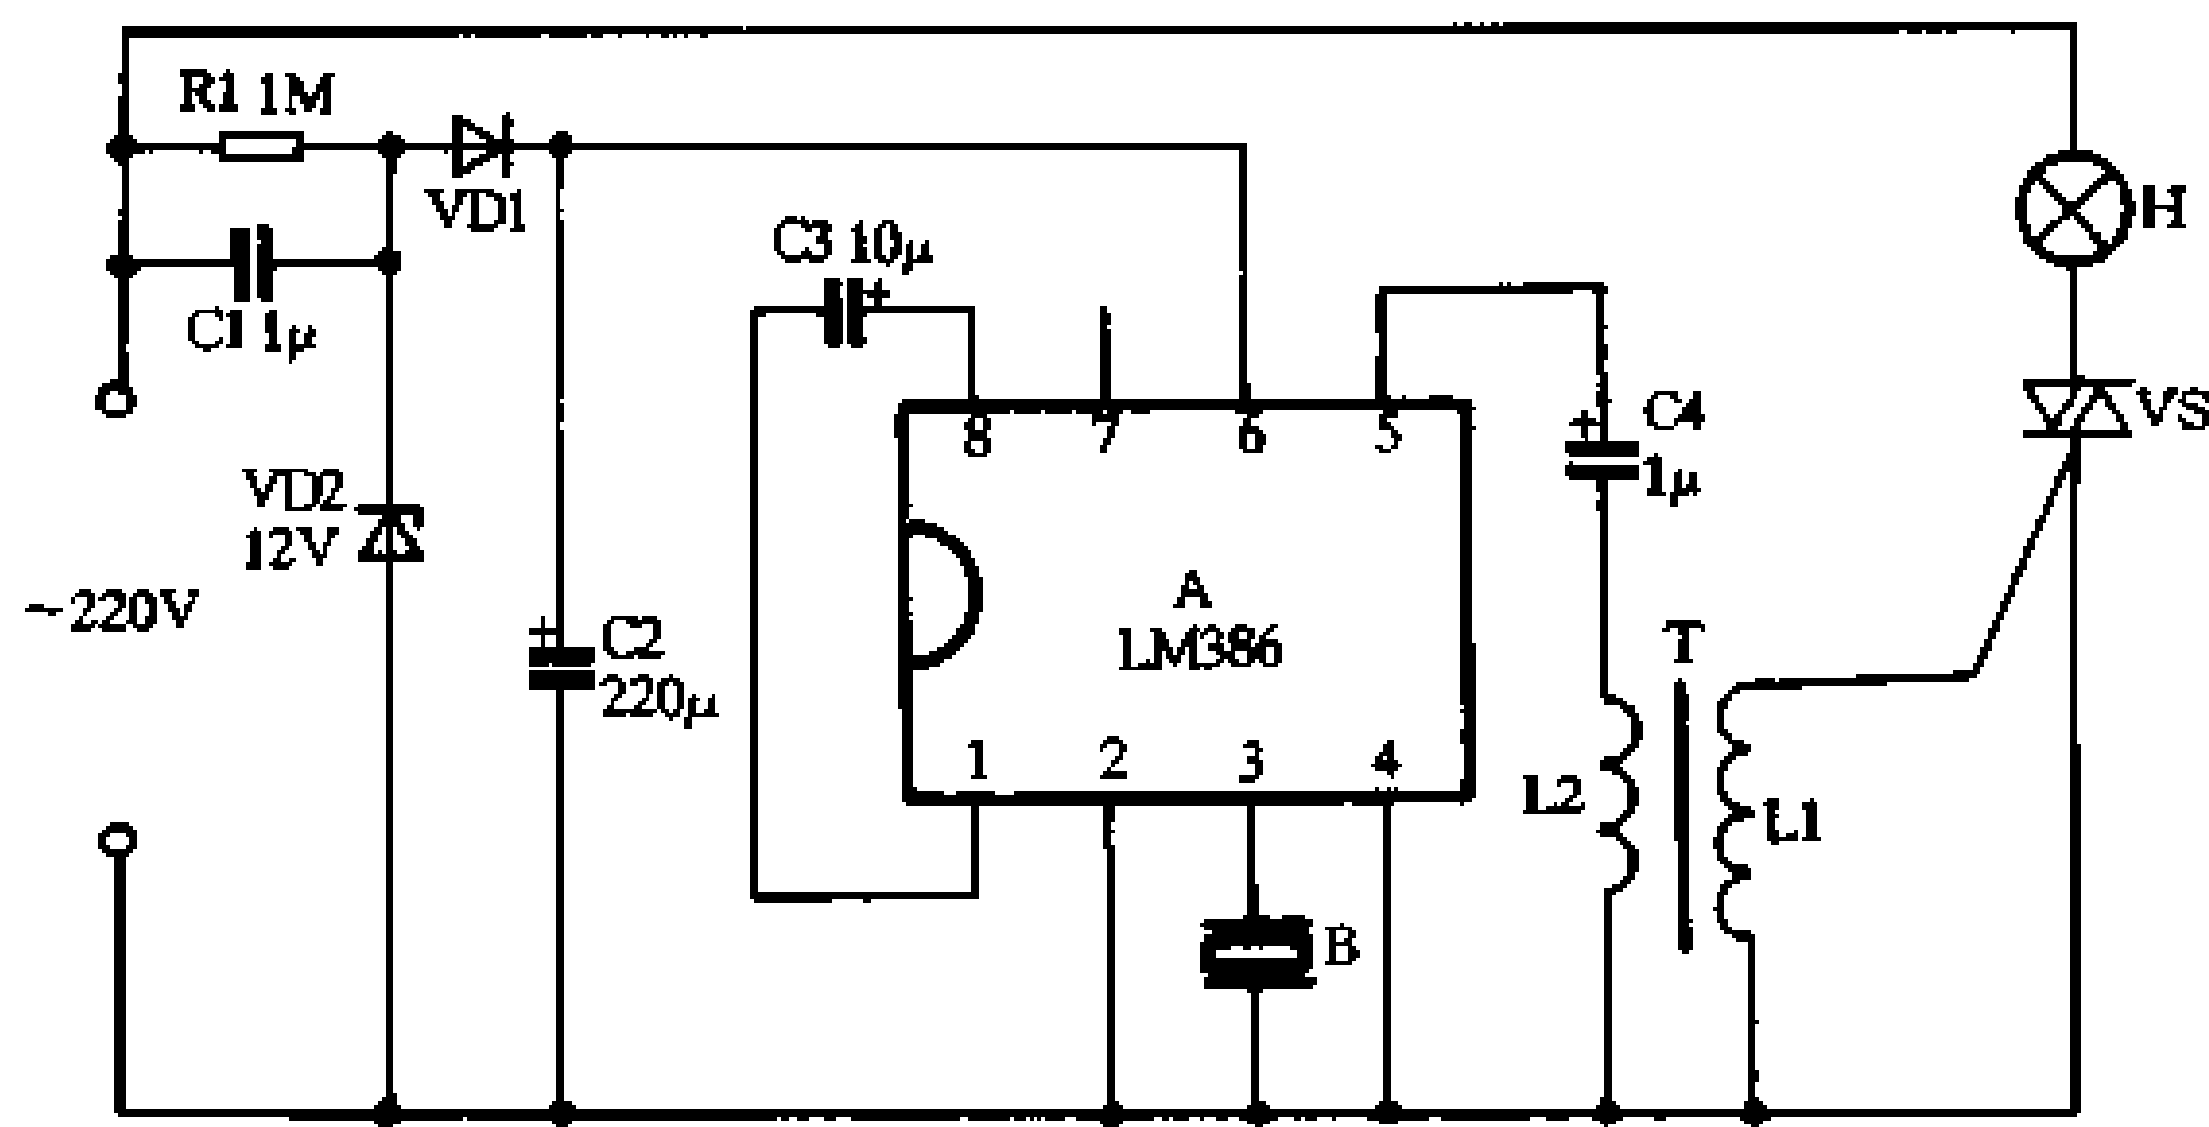 R1 1M
VD1
H
C3 10μ
+
C1 1μ
VS
8 7 6 5
+
C4
1μ
VD2
12V
A
LM386
~220V
+
C2
220μ
T
1 2 3 4
L2
L1
B